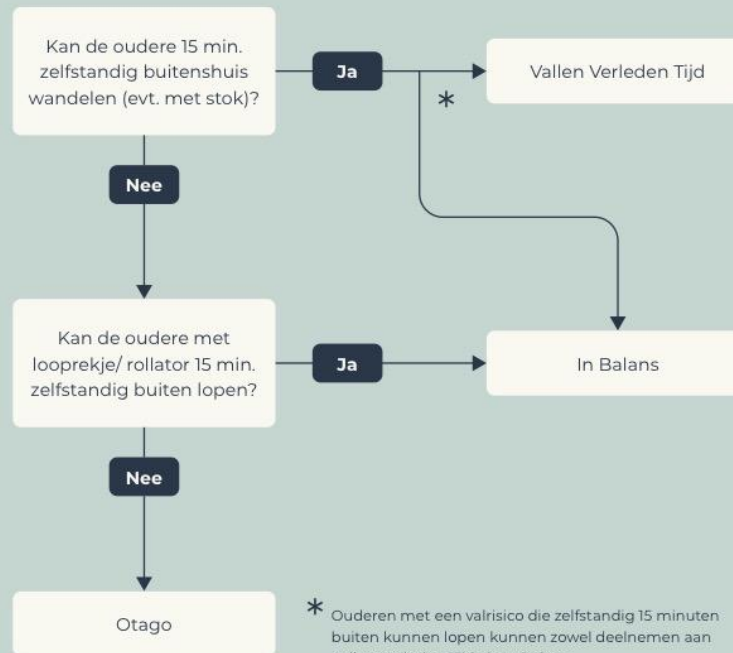 Kan de oudere 15 min.
zelfstandig buitenshuis
wandelen (evt. met stok)?
Ja
Vallen Verleden Tijd
*
Nee
Kan de oudere met
looprekje/ rollator 15 min.
zelfstandig buiten lopen?
Ja
In Balans
Nee
Otago
* Ouderen met een valrisico die zelfstandig 15 minuten
buiten kunnen lopen kunnen zowel deelnemen aan